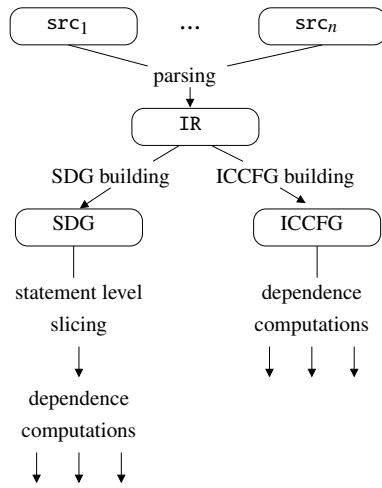 src1 ... srcn
parsing
IR
SDG building ICCFG building
SDG ICCFG
statement level dependence
slicing computations
dependence
computations